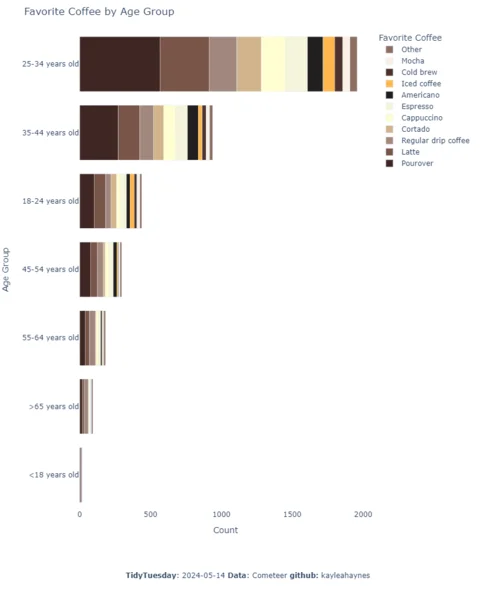 Favorite Coffee by Age Group
Favorite Coffee
Other
Mocha
Cold brew
Iced coffee
Americano
Espresso
Cappuccino
Cortado
Regular drip coffee
Latte
Pourover
Age Group
25-34 years old
35-44 years old
18-24 years old
45-54 years old
55-64 years old
>65 years old
<18 years old
0 500 1000 1500 2000
Count
TidyTuesday: 2024-05-14 Data: Cometeer github: kayleahaynes